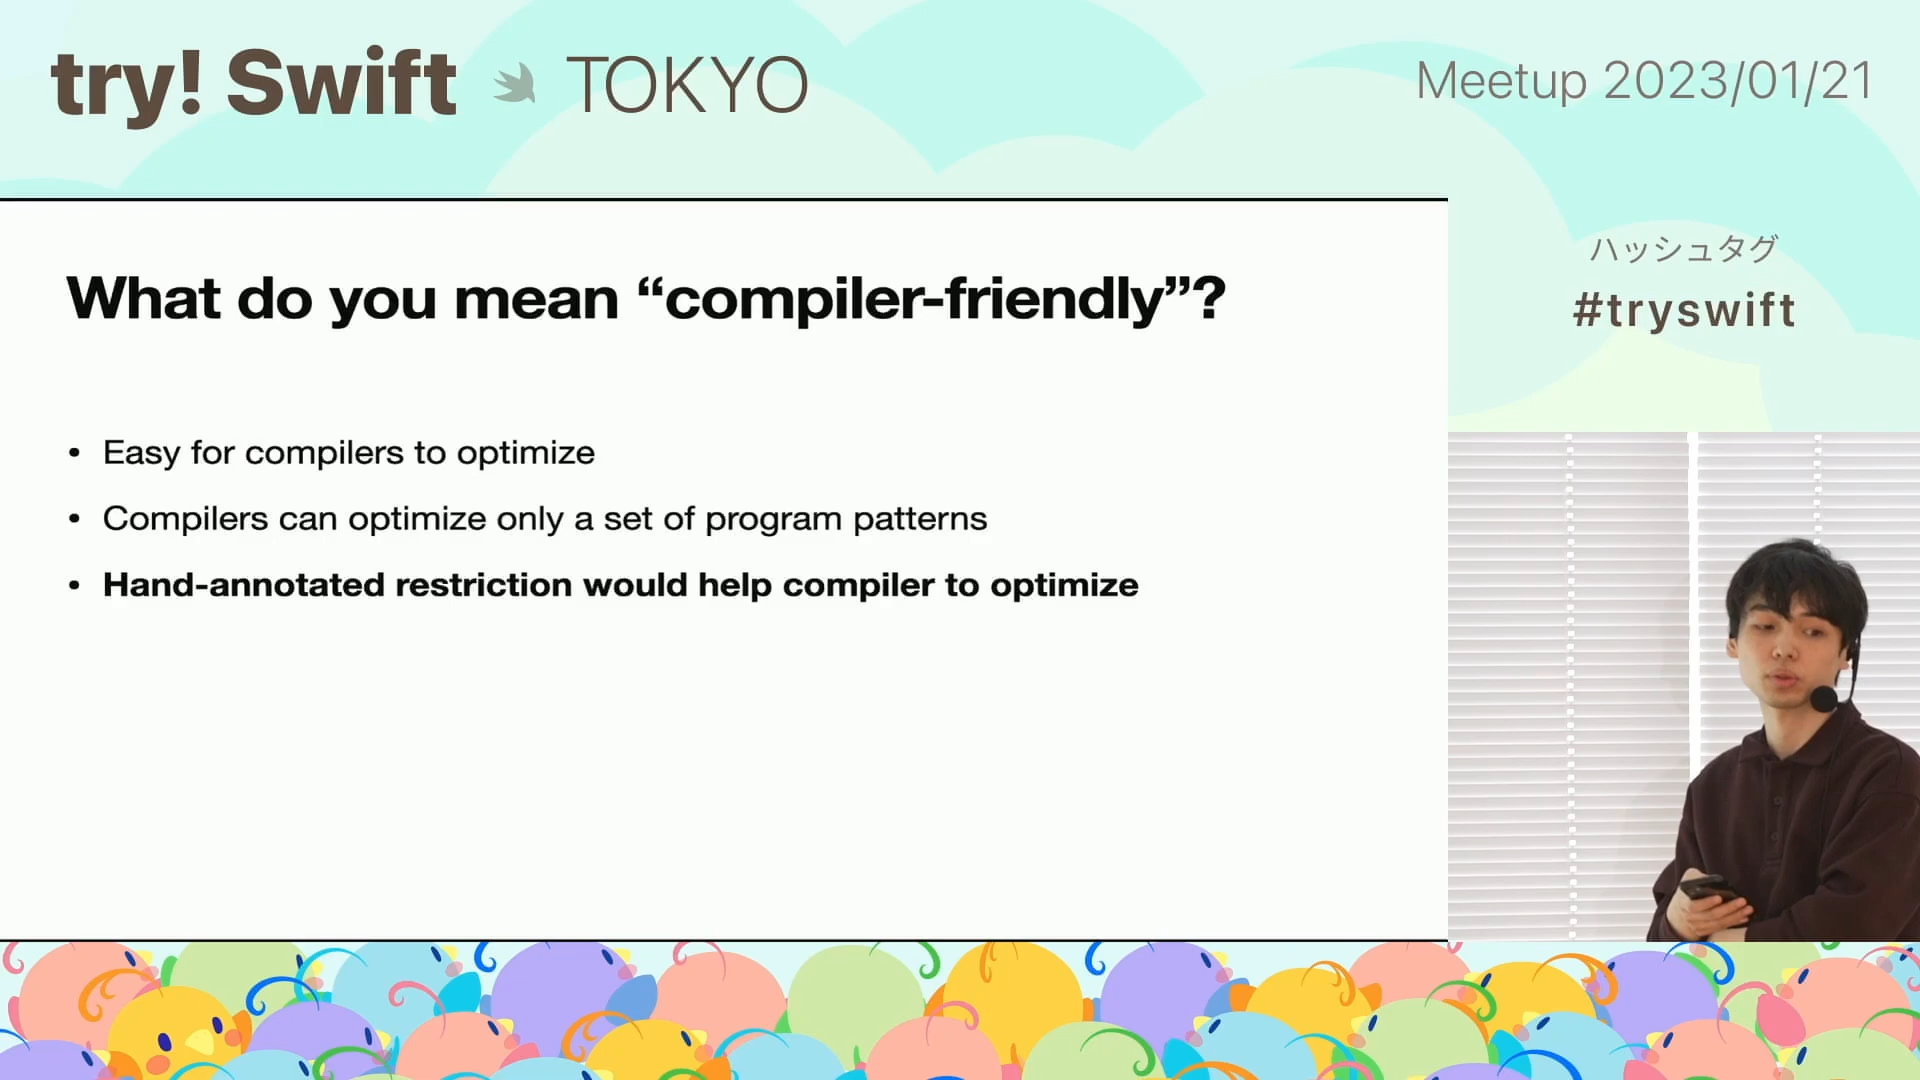 try! Swift TOKYO
Meetup 2023/01/21
ハッシュタグ
#tryswift
What do you mean “compiler-friendly”?
• Easy for compilers to optimize
• Compilers can optimize only a set of program patterns
• Hand-annotated restriction would help compiler to optimize